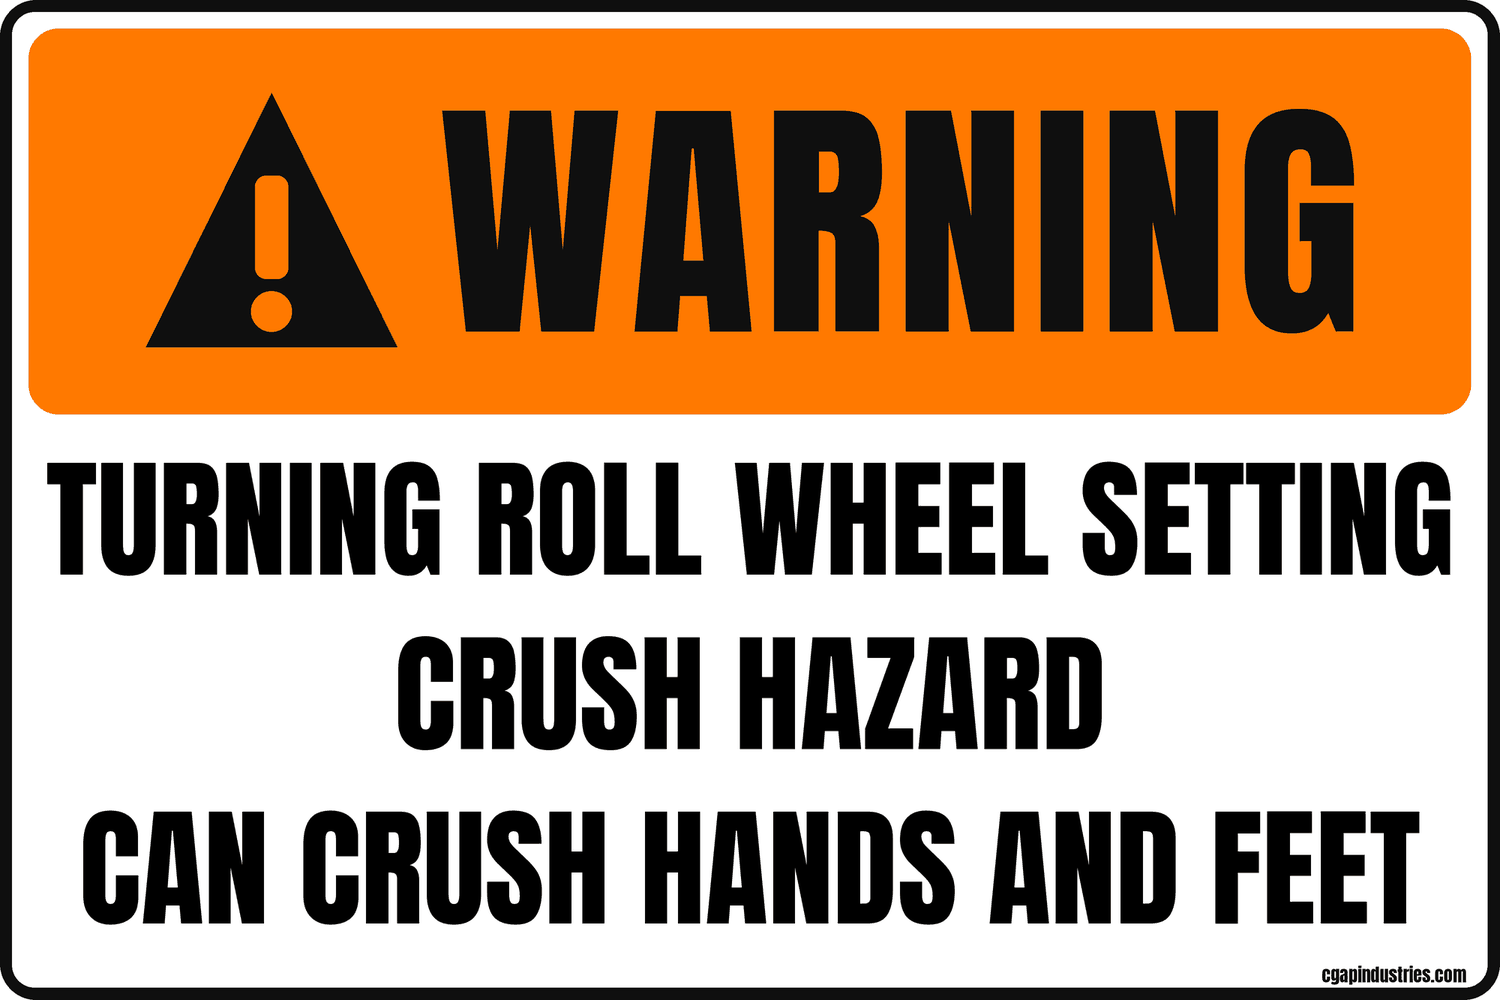 WARNING
TURNING ROLL WHEEL SETTING
CRUSH HAZARD
CAN CRUSH HANDS AND FEET
cgapindustries.com